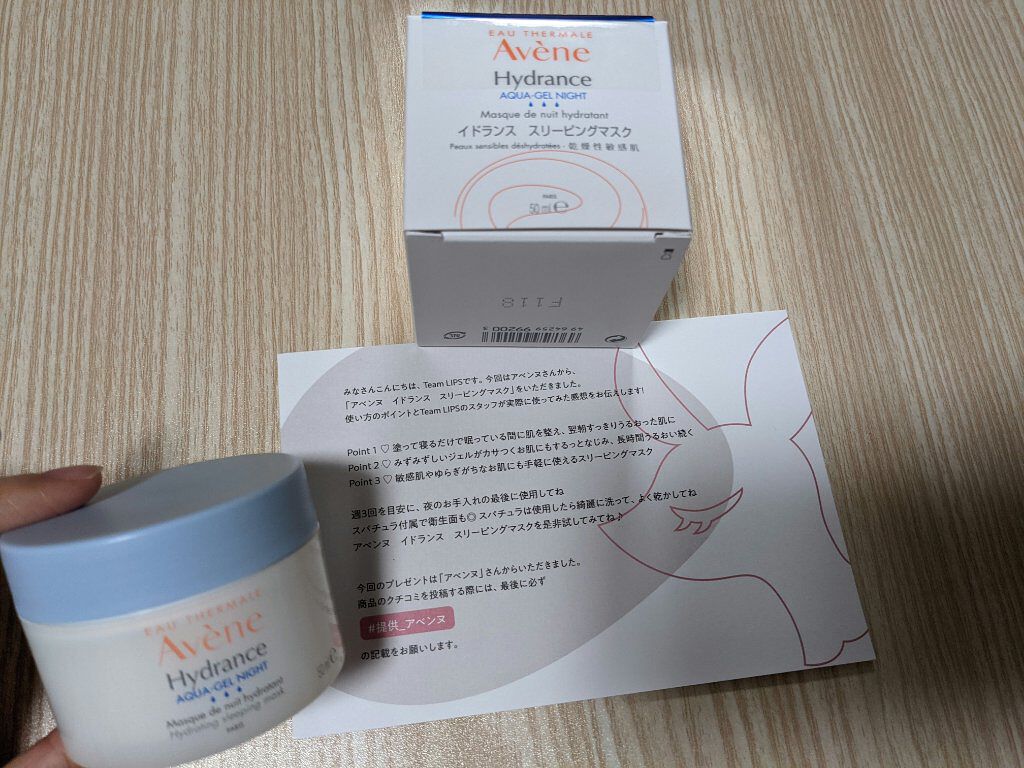 EAU THERMALE
Avène
Hydrance
AQUA-GEL NIGHT
Masque de nuit hydratant
イドランス スリーピングマスク
Peaux sensibles déshydratées - 乾燥性敏感肌
PARIS
50 ml e
F118
4 964259 992003
みなさんこんにちは、Team LIPSです。今回はアベンヌさんから、
「アベンヌ イドランス スリーピングマスク」をいただきました。
使い方のポイントとTeam LIPSのスタッフが実際に使ってみた感想をお伝えします!
Point 1 ♡ 塗って寝るだけで眠っている間に肌を整え、翌朝すっきりうるおった肌に
Point 2 ♡ みずみずしいジェルがカサつくお肌にもするっとなじみ、長時間うるおい続く
Point 3 ♡ 敏感肌やゆらぎがちなお肌にも手軽に使えるスリーピングマスク
週3回を目安に、夜のお手入れの最後に使用してね
スパチュラ付属で衛生面も◎ スパチュラは使用したら綺麗に洗って、よく乾かしてね
アベンヌ イドランス スリーピングマスクを是非試してみてね♪
今回のプレゼントは「アベンヌ」さんからいただきました。
商品のクチコミを投稿する際には、最後に必ず
#提供_アベンヌ
の記載をお願いします。
EAU THERMALE
Avène
Hydrance
AQUA-GEL NIGHT
Masque de nuit hydratant
Hydrating sleeping mask
PARIS
50 ml e